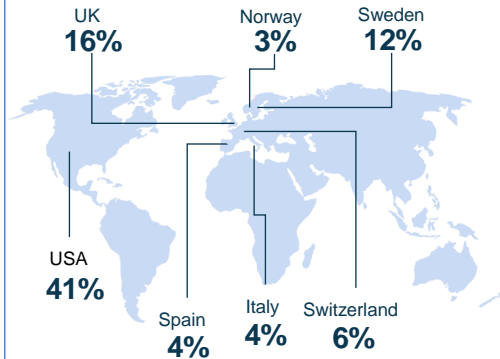 UK
16%
Norway
3%
Sweden
12%
USA
41%
Spain
4%
Italy
4%
Switzerland
6%